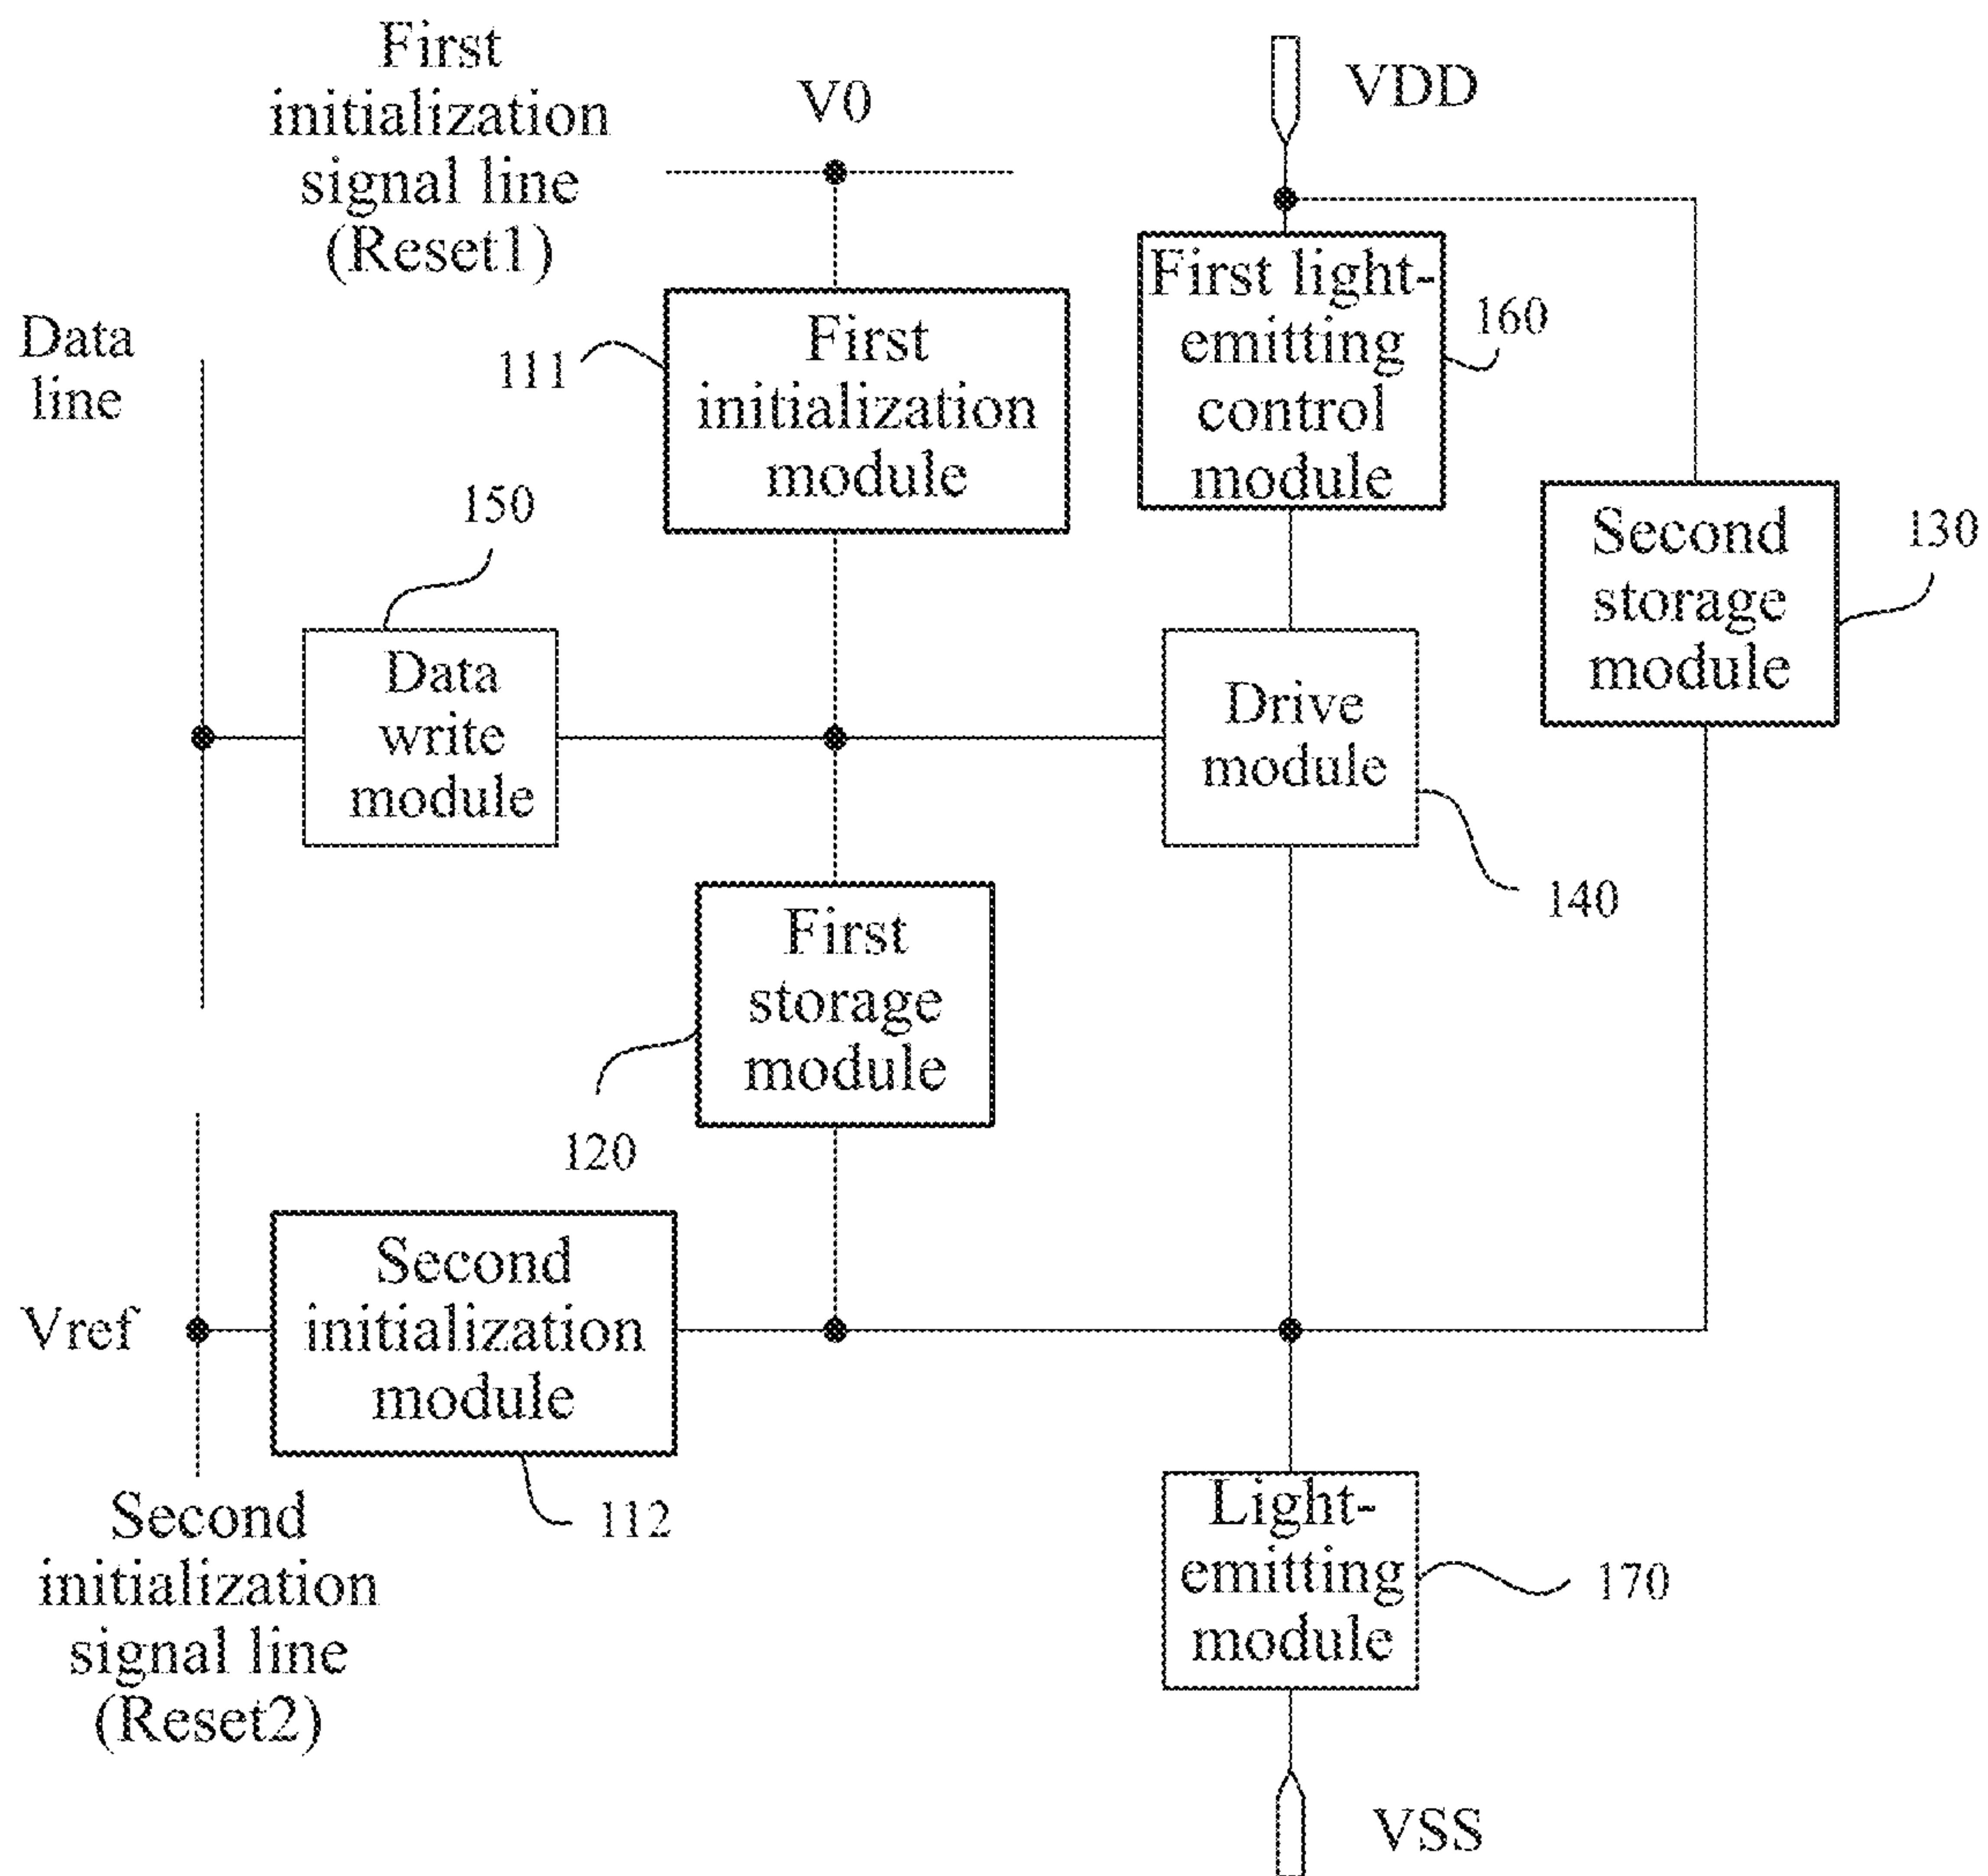 First
initialization
signal line
(Reset1)
V0
VDD
Data
line
111
First
initialization
module
First light-
emitting
control
module
160
150
Second
storage
module
130
Data
write
module
Drive
module
140
First
storage
module
120
Vref
Second
initialization
module
112
Second
initialization
signal line
(Reset2)
Light-
emitting
module
170
VSS